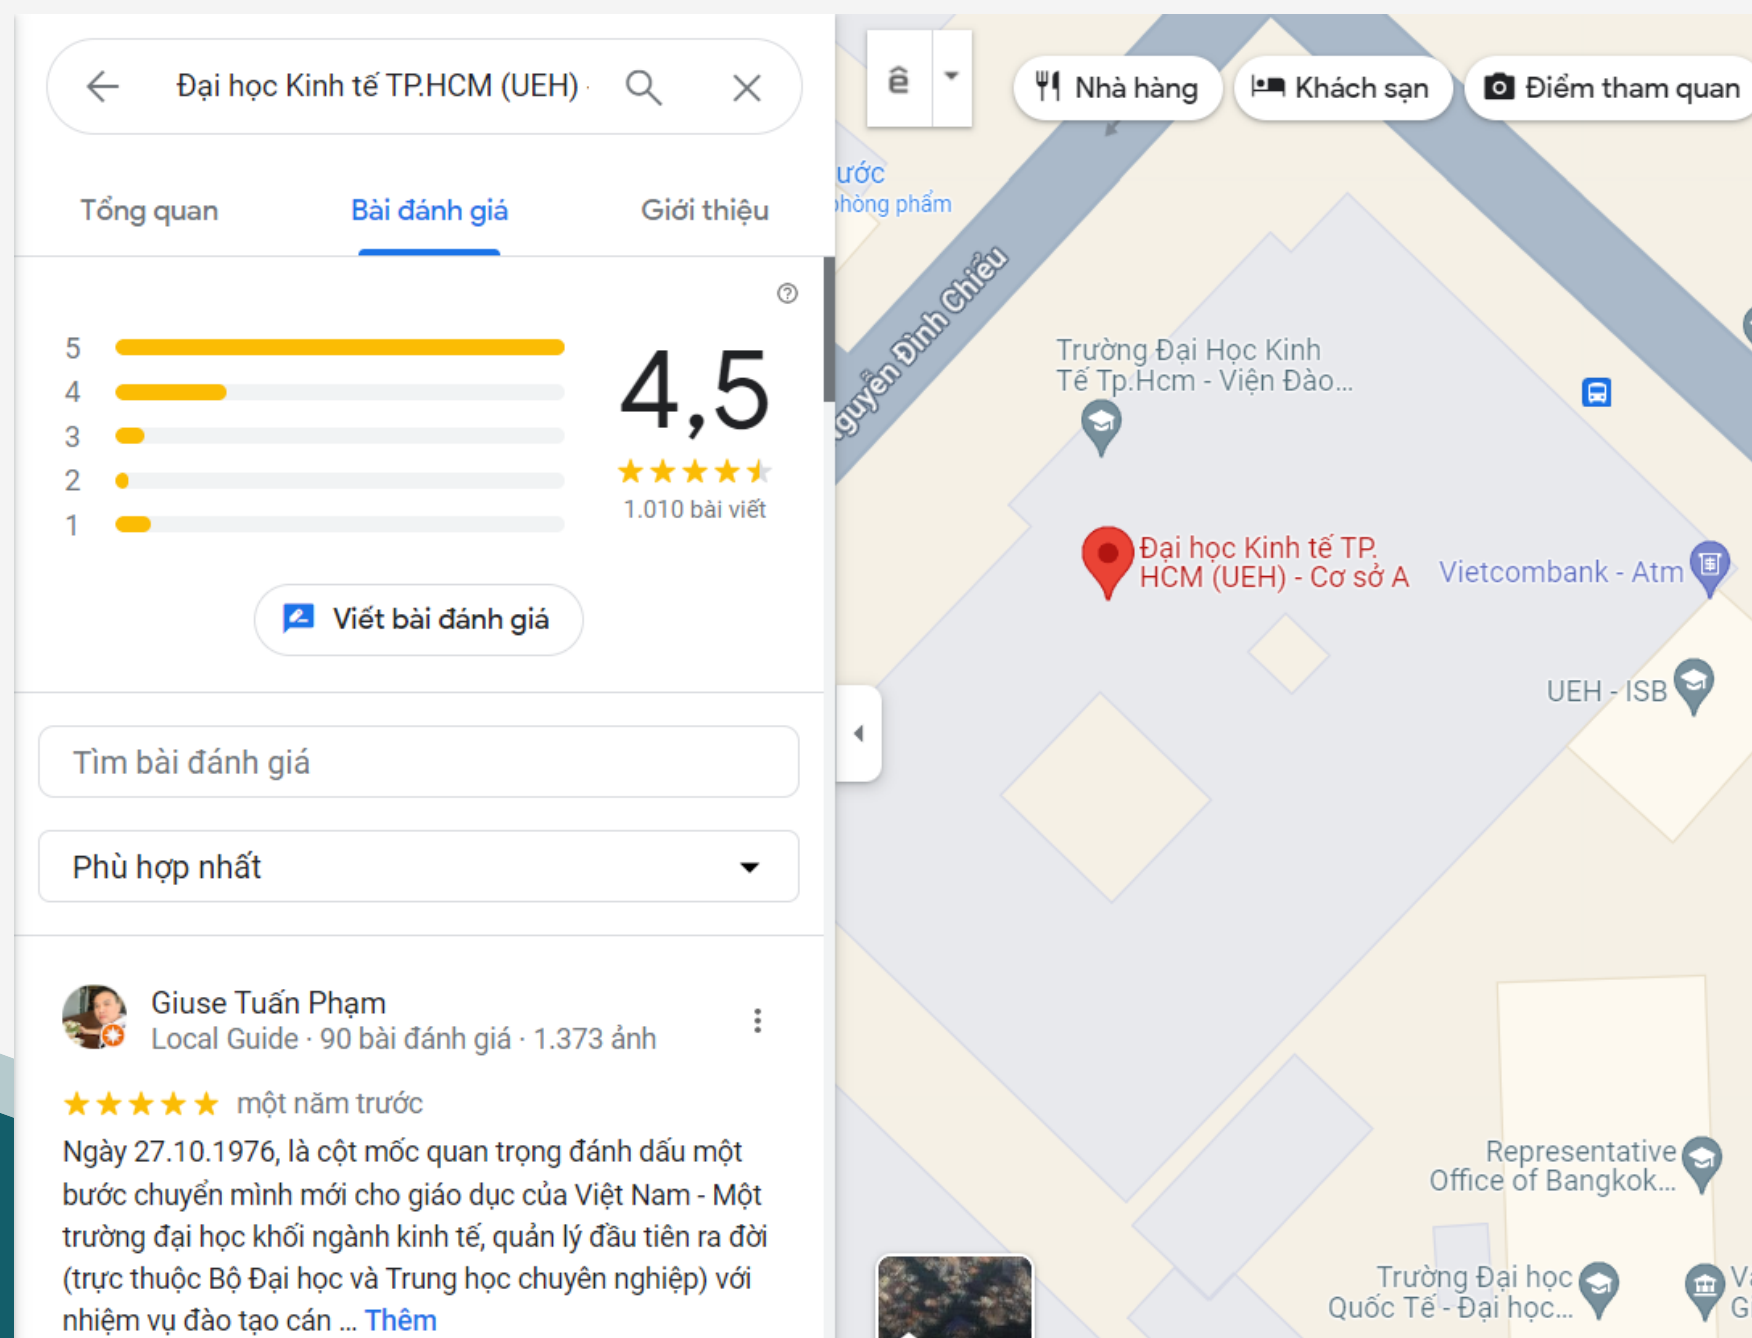 Đại học Kinh tế TP.HCM (UEH)
Tổng quan
Bài đánh giá
Giới thiệu
5
4
3
2
1
4,5
1.010 bài viết
Viết bài đánh giá
Tìm bài đánh giá
Phù hợp nhất
Giuse Tuấn Phạm
Local Guide · 90 bài đánh giá · 1.373 ảnh
một năm trước
Ngày 27.10.1976, là cột mốc quan trọng đánh dấu một
bước chuyển mình mới cho giáo dục của Việt Nam - Một
trường đại học khối ngành kinh tế, quản lý đầu tiên ra đời
(trực thuộc Bộ Đại học và Trung học chuyên nghiệp) với
nhiệm vụ đào tạo cán ... Thêm
ê
Nhà hàng
Khách sạn
Điểm tham quan
ước
phòng phẩm
guyễn Đình Chiểu
Trường Đại Học Kinh
Tế Tp.Hcm - Viện Đào...
Đại học Kinh tế TP.
HCM (UEH) - Cơ sở A
Vietcombank - Atm
UEH - ISB
Representative
Office of Bangkok...
Trường Đại học
Quốc Tế - Đại học...